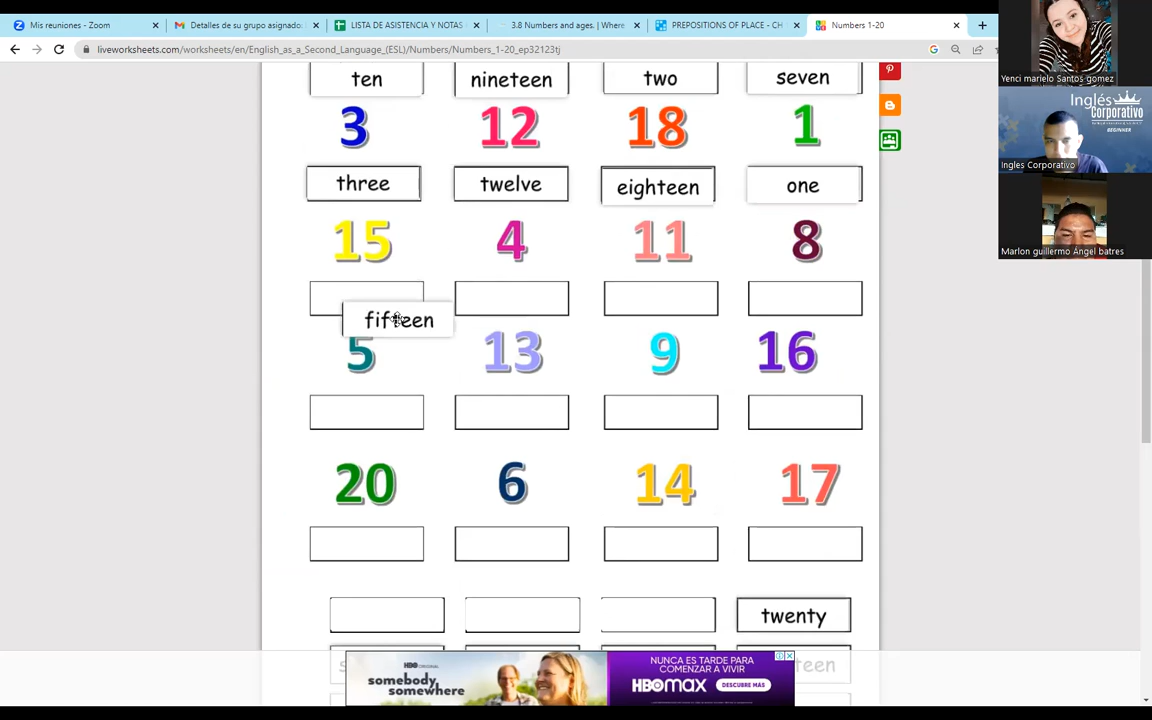 Mis reuniones - Zoom
Detalles de su grupo asignado:
LISTA DE ASISTENCIA Y NOTAS
3.8 Numbers and ages. | Where
PREPOSITIONS OF PLACE - CH
Numbers 1-20
liveworksheets.com/worksheets/en/English_as_a_Second_Language_(ESL)/Numbers/Numbers_1-20_ep32123tj
ten nineteen two seven
3 12 18 1
three twelve eighteen one
15 4 11 8
fifteen
5 13 9 16
20 6 14 17
twenty
teen
HBO ORIGINAL
somebody
somewhere
NUNCA ES TARDE PARA
COMENZAR A VIVIR
HBOMAX DESCUBRE MÁS
Yenci marielo Santos gomez
Inglés
Corporativo
BEGINNER
Ingles Corporativo
Marlon guillermo Ángel batres